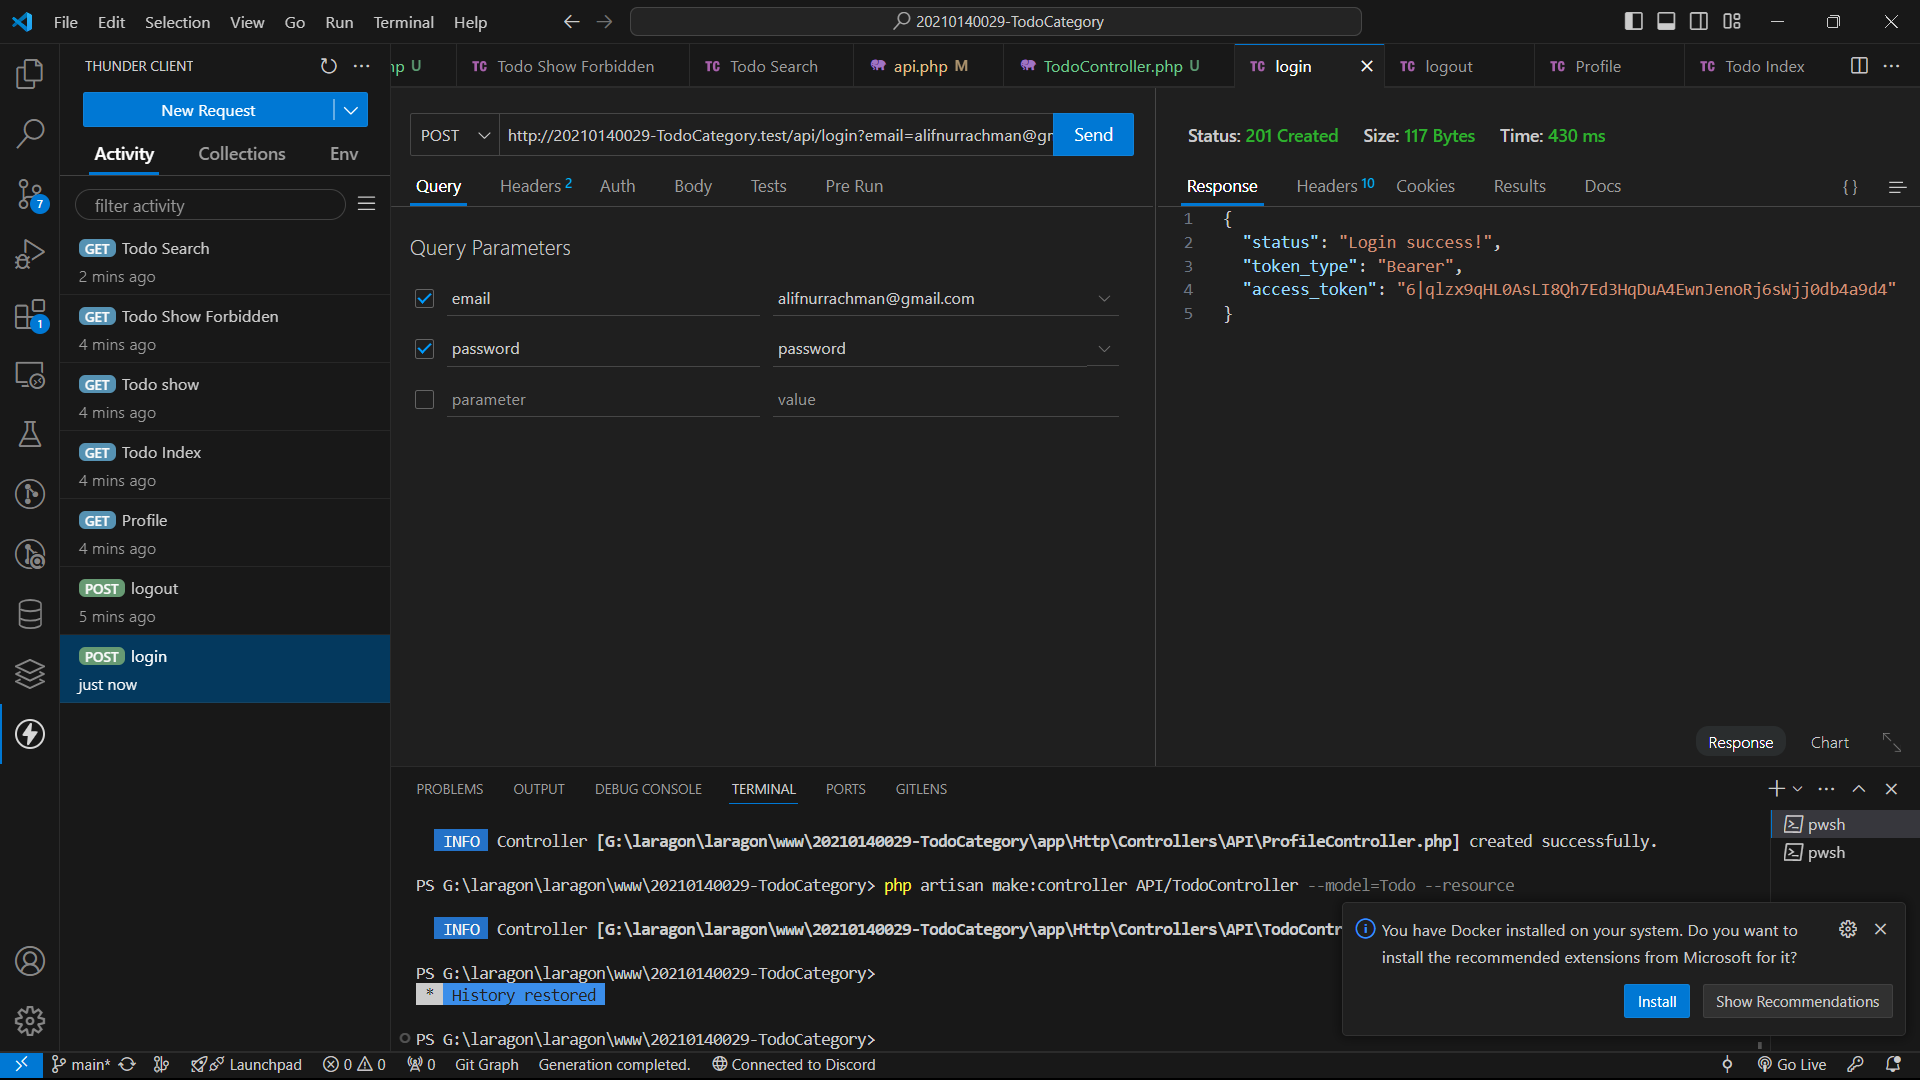 File Edit Selection View Go Run Terminal Help
20210140029-TodoCategory
THUNDER CLIENT
New Request
Activity Collections Env
filter activity
GET Todo Search
2 mins ago
GET Todo Show Forbidden
4 mins ago
GET Todo show
4 mins ago
GET Todo Index
4 mins ago
GET Profile
4 mins ago
POST logout
5 mins ago
POST login
just now
7
1
np U TC Todo Show Forbidden TC Todo Search api.php M TodoController.php U TC login TC logout TC Profile TC Todo Index
POST http://20210140029-TodoCategory.test/api/login?email=alifnurrachman@gr Send
Query Headers 2 Auth Body Tests Pre Run
Query Parameters
email alifnurrachman@gmail.com
password password
parameter value
Status: 201 Created Size: 117 Bytes Time: 430 ms
Response Headers 10 Cookies Results Docs {}
1 {
2 "status": "Login success!",
3 "token_type": "Bearer",
4 "access_token": "6|qlzx9qHL0AsLI8Qh7Ed3HqDuA4EwnJenoRj6sWjj0db4a9d4"
5 }
Response Chart
PROBLEMS OUTPUT DEBUG CONSOLE TERMINAL PORTS GITLENS
INFO Controller [G:\laragon\laragon\www\20210140029-TodoCategory\app\Http\Controllers\API\ProfileController.php] created successfully.
PS G:\laragon\laragon\www\20210140029-TodoCategory> php artisan make:controller API/TodoController --model=Todo --resource
INFO Controller [G:\laragon\laragon\www\20210140029-TodoCategory\app\Http\Controllers\API\TodoContr
PS G:\laragon\laragon\www\20210140029-TodoCategory>
* History restored
PS G:\laragon\laragon\www\20210140029-TodoCategory>
pwsh
pwsh
You have Docker installed on your system. Do you want to
install the recommended extensions from Microsoft for it?
Install Show Recommendations
main* Launchpad 0 0 0 Git Graph Generation completed. Connected to Discord Go Live